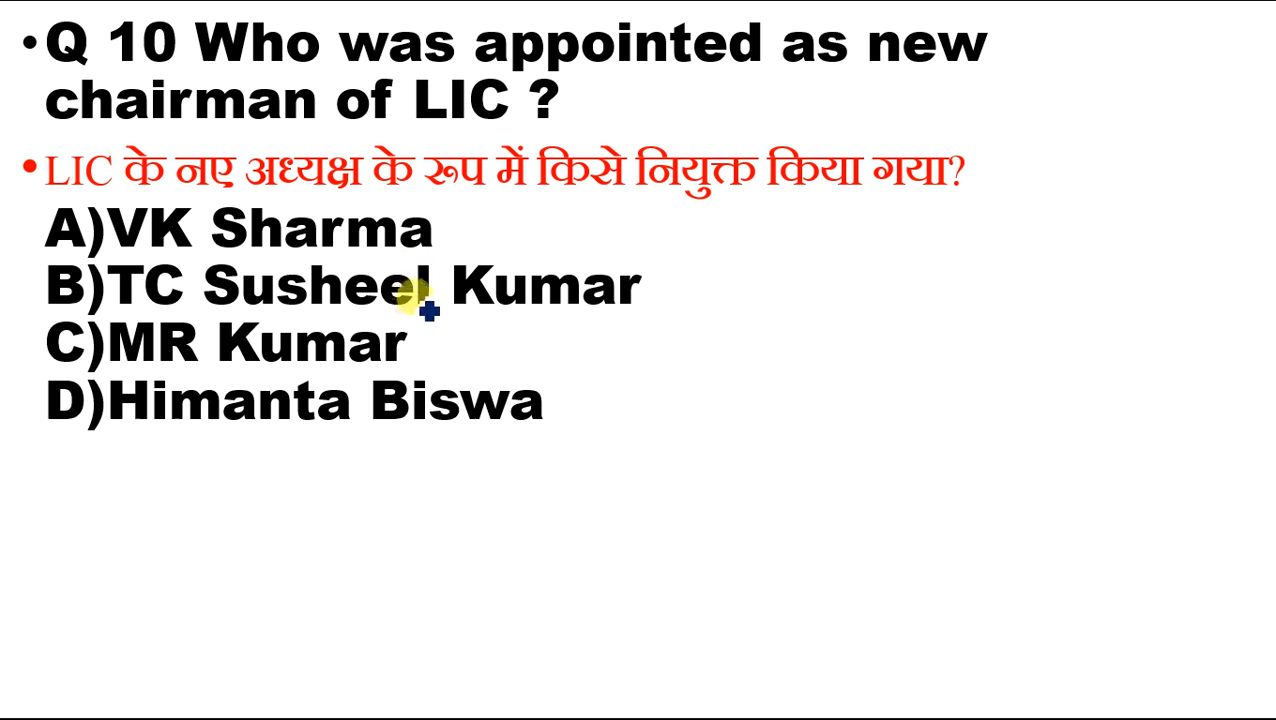 •Q 10 Who was appointed as new
chairman of LIC ?
•LIC के नए अध्यक्ष के रूप में किसे नियुक्त किया गया?
A)VK Sharma
B)TC Susheel Kumar
C)MR Kumar
D)Himanta Biswa